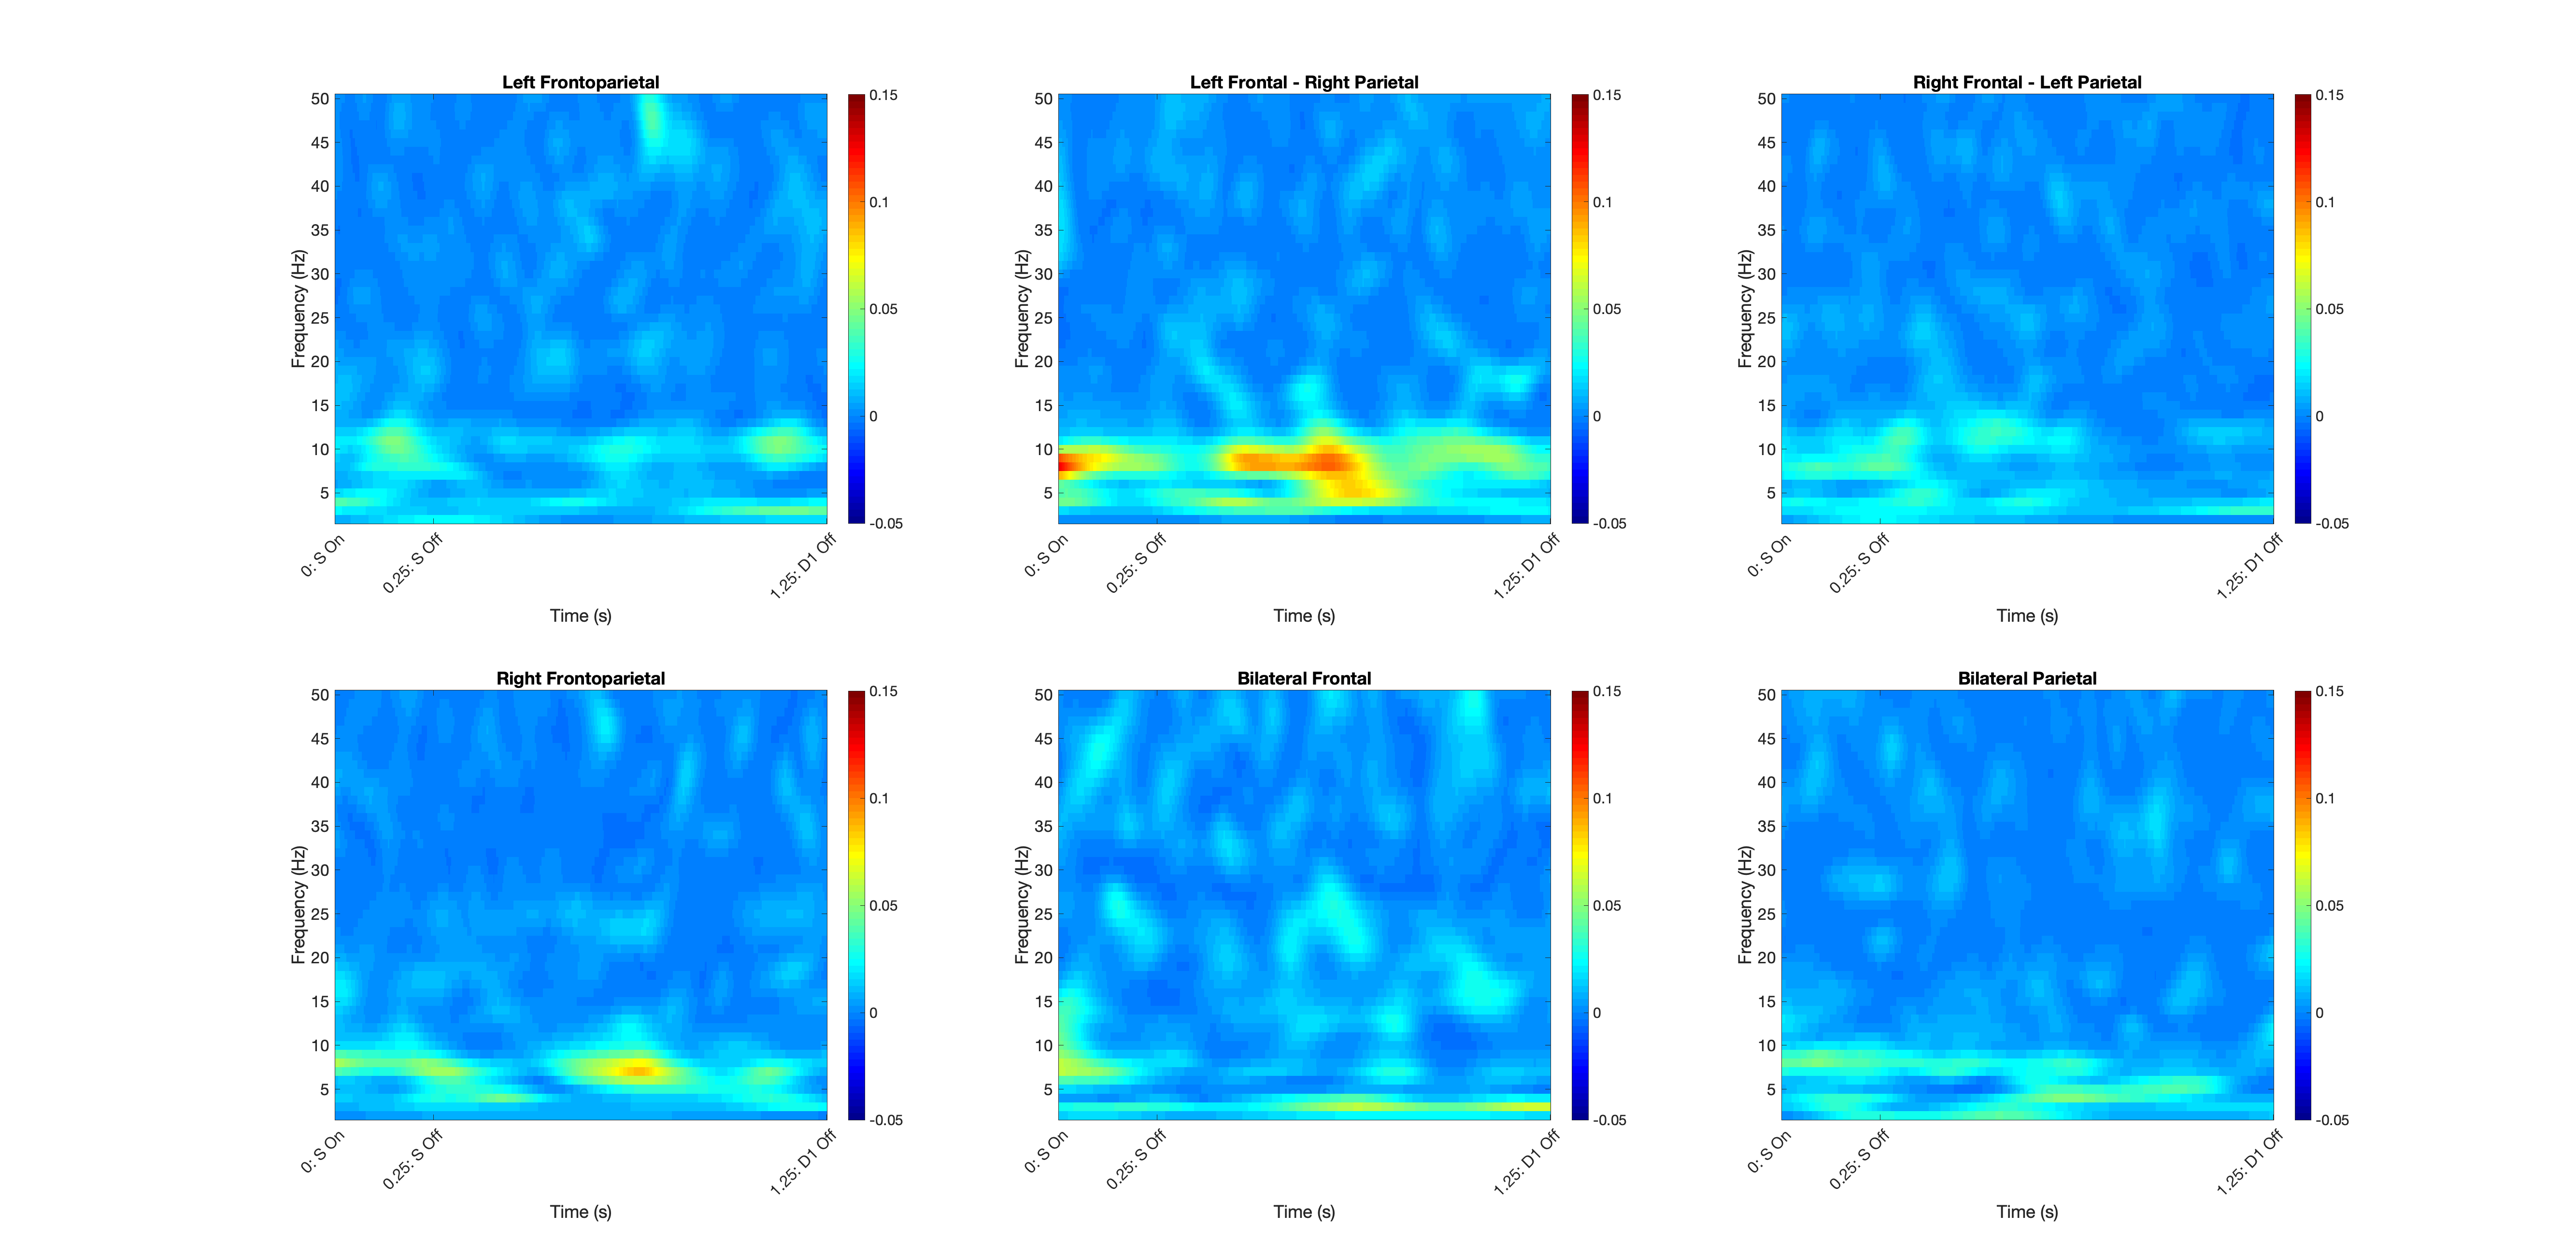 Left Frontoparietal
Frequency (Hz)
50
45
40
35
30
25
20
15
10
5
0: S On
0.25: S Off
1.25: D1 Off
Time (s)
0.15
0.1
0.05
0
-0.05
Left Frontal - Right Parietal
Frequency (Hz)
50
45
40
35
30
25
20
15
10
5
0: S On
0.25: S Off
1.25: D1 Off
Time (s)
0.15
0.1
0.05
0
-0.05
Right Frontal - Left Parietal
Frequency (Hz)
50
45
40
35
30
25
20
15
10
5
0: S On
0.25: S Off
1.25: D1 Off
Time (s)
0.15
0.1
0.05
0
-0.05
Right Frontoparietal
Frequency (Hz)
50
45
40
35
30
25
20
15
10
5
0: S On
0.25: S Off
1.25: D1 Off
Time (s)
0.15
0.1
0.05
0
-0.05
Bilateral Frontal
Frequency (Hz)
50
45
40
35
30
25
20
15
10
5
0: S On
0.25: S Off
1.25: D1 Off
Time (s)
0.15
0.1
0.05
0
-0.05
Bilateral Parietal
Frequency (Hz)
50
45
40
35
30
25
20
15
10
5
0: S On
0.25: S Off
1.25: D1 Off
Time (s)
0.15
0.1
0.05
0
-0.05